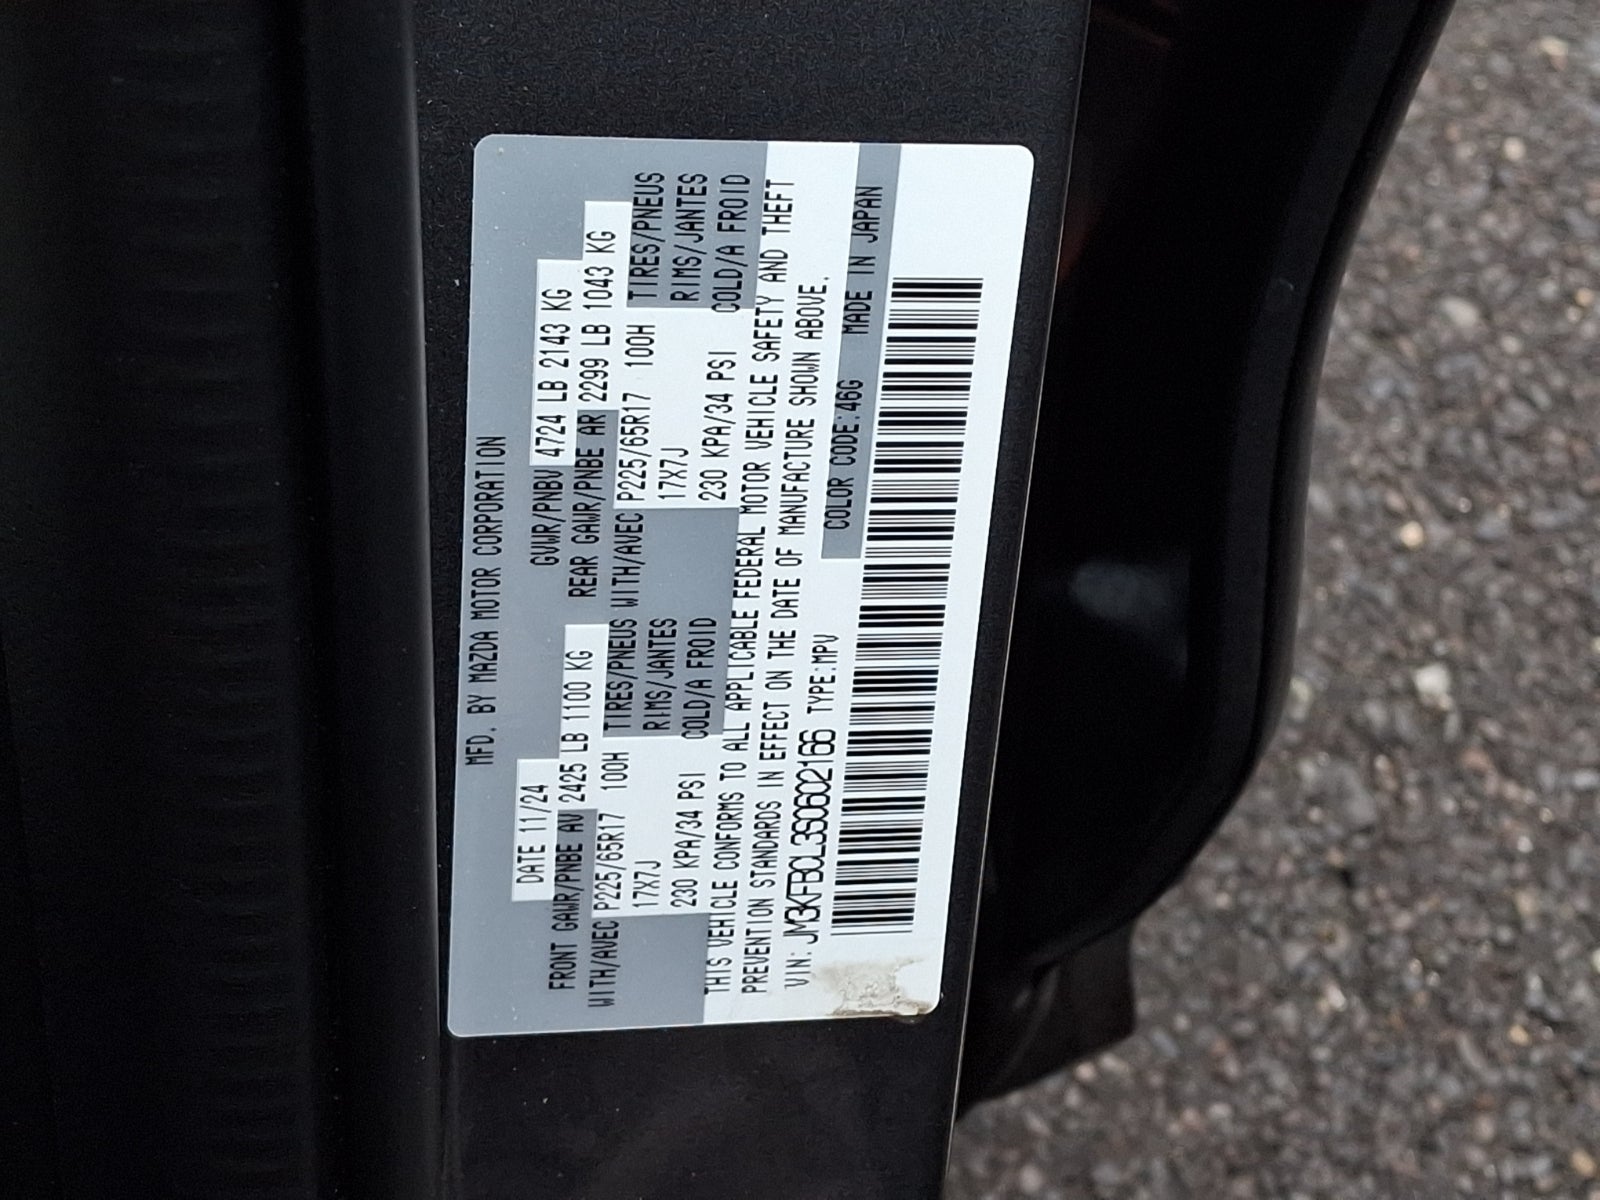 MFD. BY MAZDA MOTOR CORPORATION
DATE 11/24 GVWR/PNBV 4724 LB 2143 KG
FRONT GAWR/PNBE AV 2425 LB 1100 KG REAR GAWR/PNBE AR 2299 LB 1043 KG
WITH/AVEC P225/65R17 100H TIRES/PNEUS WITH/AVEC P225/65R17 100H TIRES/PNEUS
17X7J RIMS/JANTES 17X7J RIMS/JANTES
230 KPA/34 PSI COLD/A FROID 230 KPA/34 PSI COLD/A FROID
THIS VEHICLE CONFORMS TO ALL APPLICABLE FEDERAL MOTOR VEHICLE SAFETY AND THEFT
PREVENTION STANDARDS IN EFFECT ON THE DATE OF MANUFACTURE SHOWN ABOVE.
VIN: JM3KFBCL3S0602166 TYPE:MPV COLOR CODE:46G MADE IN JAPAN